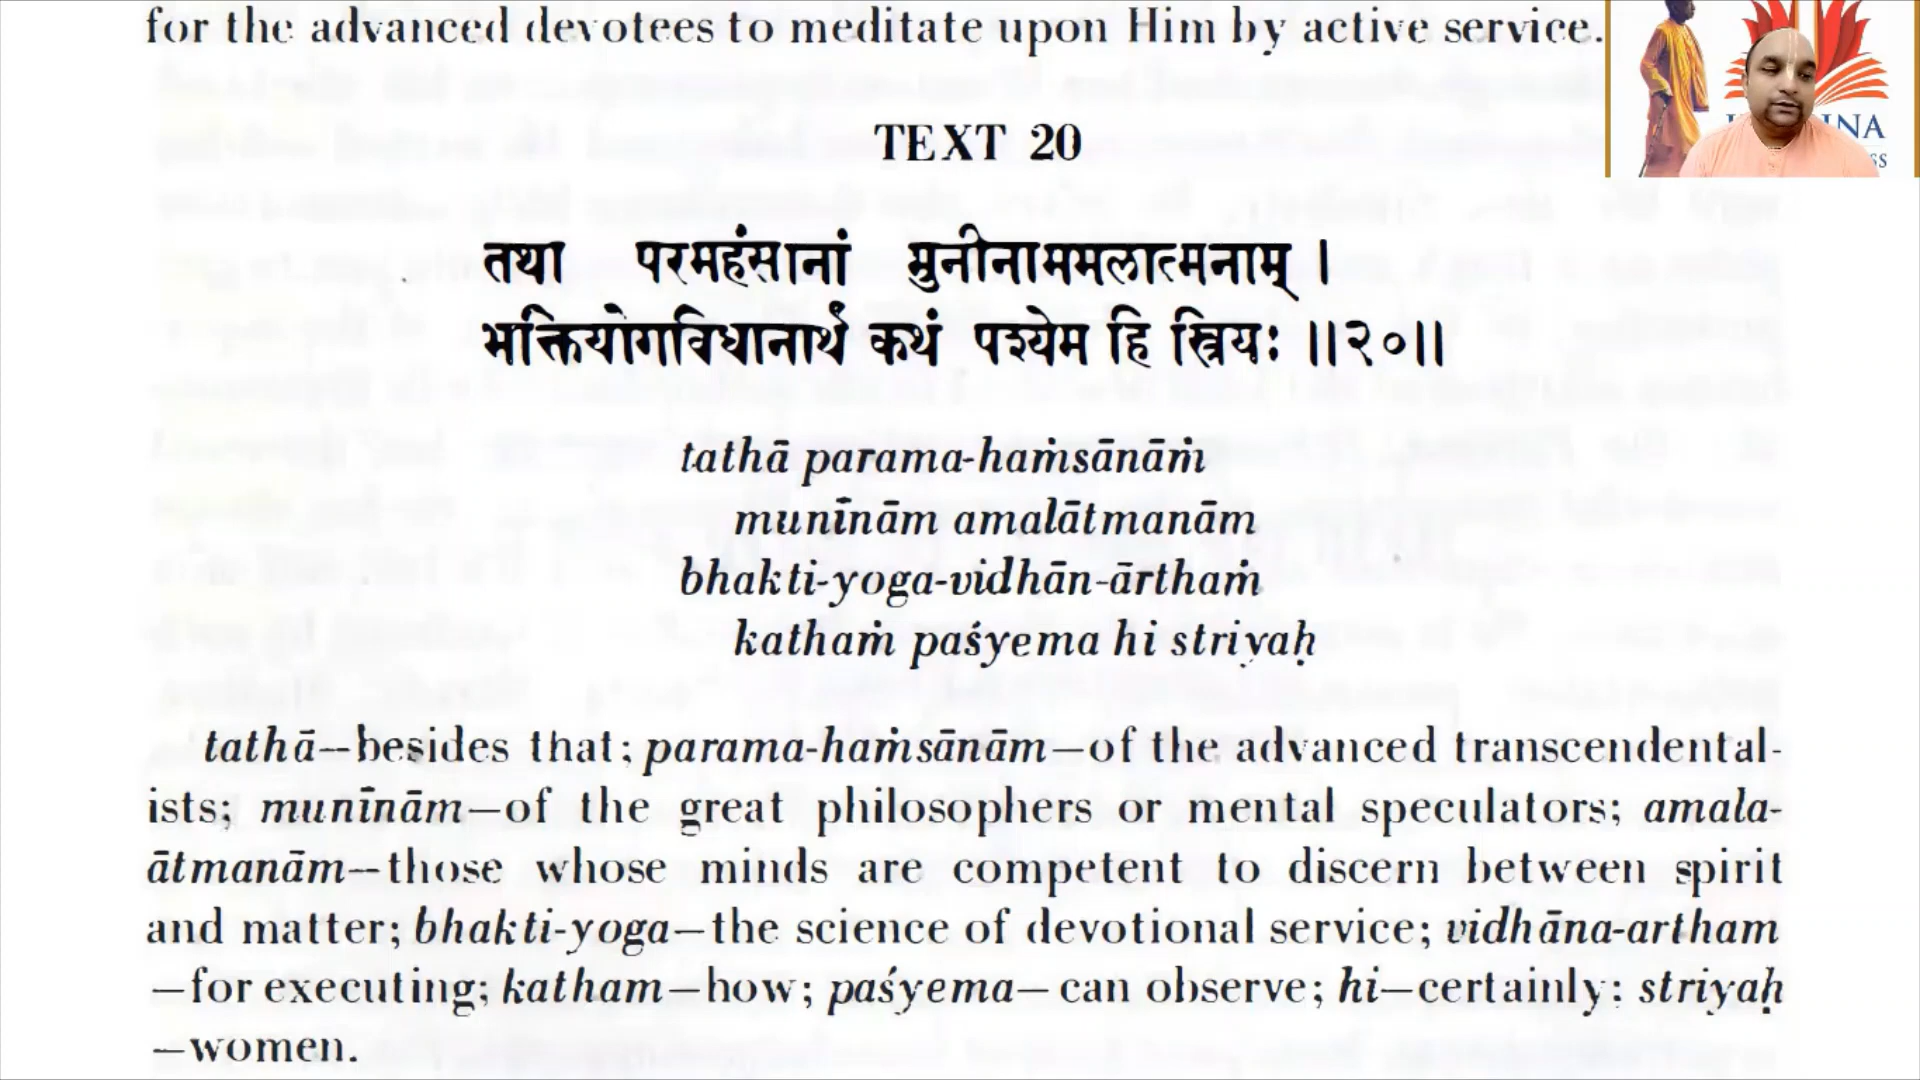 for the advanced devotees to meditate upon Him by active service.
TEXT 20
तथा परमहंसानां मुनीनाममलात्मनाम् ।
भक्तियोगविधानार्थं कथं पश्येम हि स्त्रियः ॥२०॥
tathā parama-haṁsānāṁ
munīnām amalātmanām
bhakti-yoga-vidhān-ārthaṁ
kathaṁ paśyema hi striyaḥ
tathā—besides that; parama-haṁsānām—of the advanced transcendental-
ists; munīnām—of the great philosophers or mental speculators; amala-
ātmanām—those whose minds are competent to discern between spirit
and matter; bhakti-yoga—the science of devotional service; vidhāna-artham
—for executing; katham—how; paśyema—can observe; hi—certainly; striyaḥ
—women.